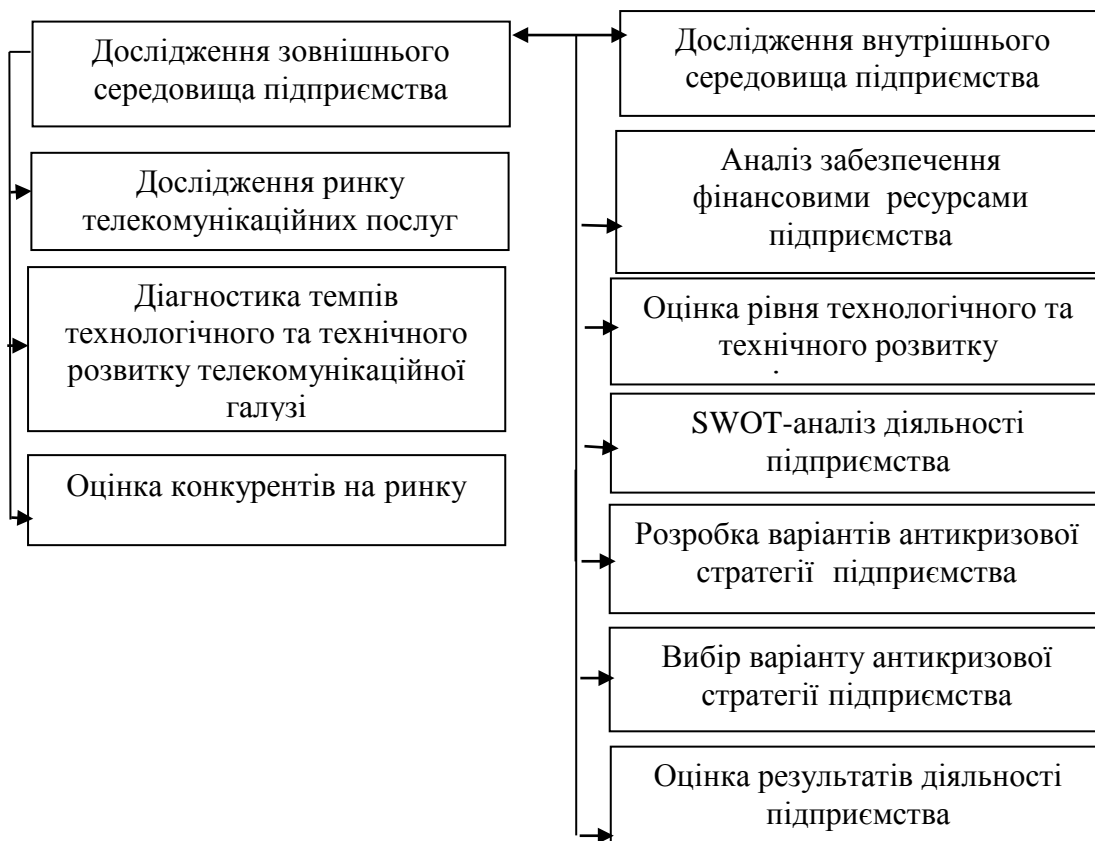 Дослідження зовнішнього
середовища підприємства
Дослідження ринку
телекомунікаційних послуг
Діагностика темпів
технологічного та технічного
розвитку телекомунікаційної
галузі
Оцінка конкурентів на ринку
Дослідження внутрішнього
середовища підприємства
Аналіз забезпечення
фінансовими ресурсами
підприємства
Оцінка рівня технологічного та
технічного розвитку
SWOT-аналіз діяльності
підприємства
Розробка варіантів антикризової
стратегії підприємства
Вибір варіанту антикризової
стратегії підприємства
Оцінка результатів діяльності
підприємства